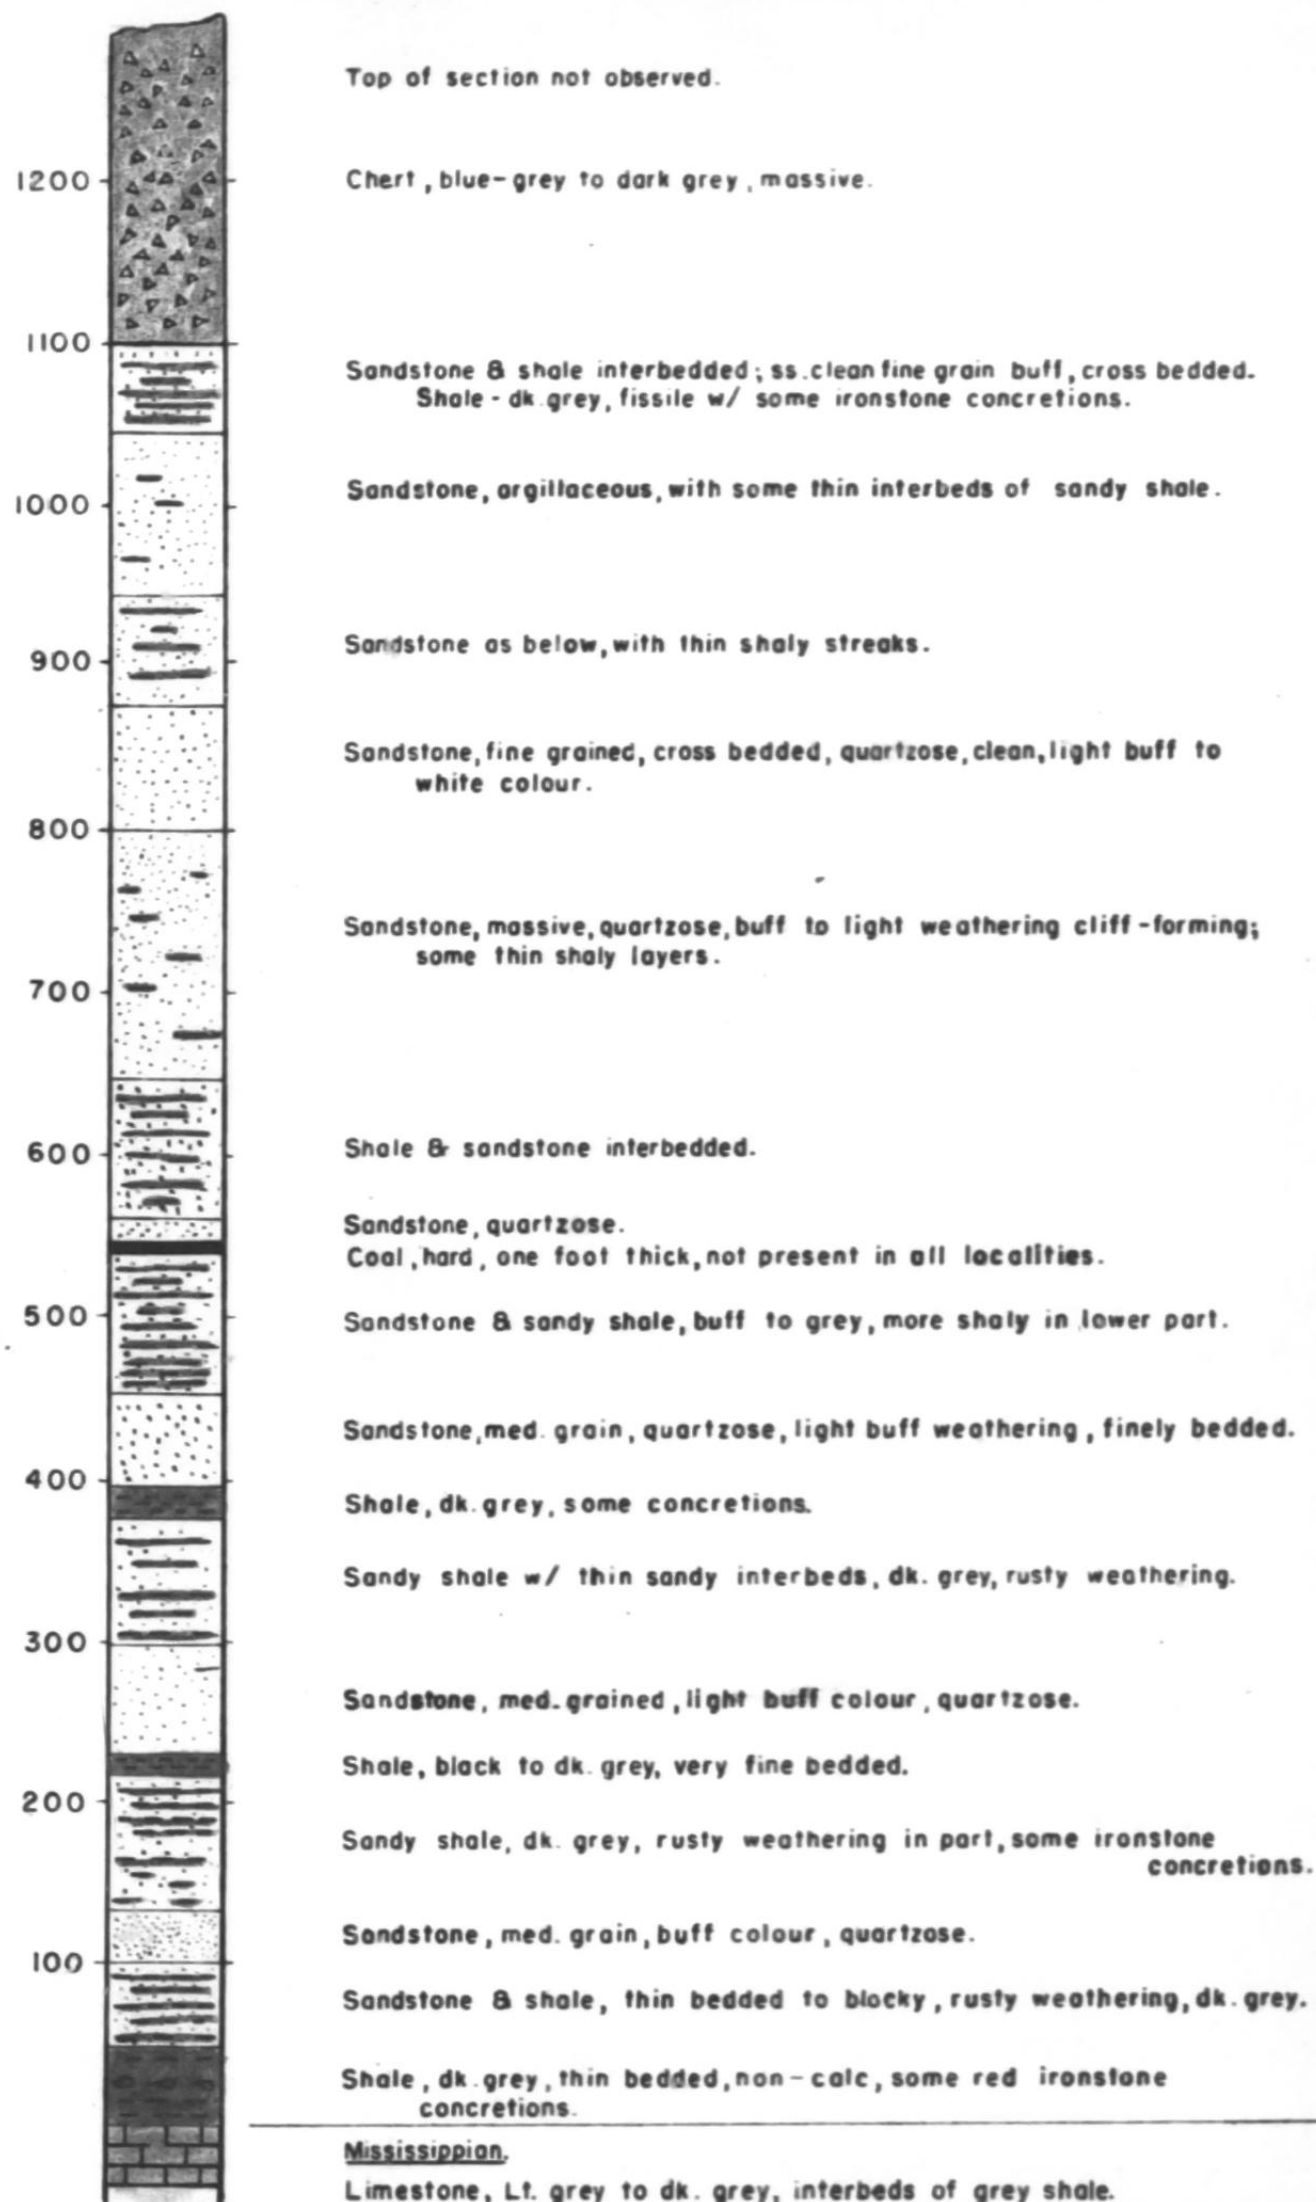 Top of section not observed.
1200
Chert, blue-grey to dark grey, massive.
1100
Sandstone & shale interbedded; ss. clean fine grain buff, cross bedded.
Shale - dk. grey, fissile w/ some ironstone concretions.
1000
Sandstone, argillaceous, with some thin interbeds of sandy shale.
Sandstone as below, with thin shaly streaks.
900
Sandstone, fine grained, cross bedded, quartzose, clean, light buff to
white colour.
800
Sandstone, massive, quartzose, buff to light weathering cliff-forming;
some thin shaly layers.
700
600
Shale & sandstone interbedded.
Sandstone, quartzose.
Coal, hard, one foot thick, not present in all localities.
500
Sandstone & sandy shale, buff to grey, more shaly in lower part.
Sandstone, med. grain, quartzose, light buff weathering, finely bedded.
400
Shale, dk. grey, some concretions.
Sandy shale w/ thin sandy interbeds, dk. grey, rusty weathering.
300
Sandstone, med. grained, light buff colour, quartzose.
Shale, black to dk. grey, very fine bedded.
200
Sandy shale, dk. grey, rusty weathering in part, some ironstone
concretions.
Sandstone, med. grain, buff colour, quartzose.
100
Sandstone & shale, thin bedded to blocky, rusty weathering, dk. grey.
Shale, dk. grey, thin bedded, non-calc, some red ironstone
concretions.
Mississippian.
Limestone, Lt. grey to dk. grey, interbeds of grey shale.